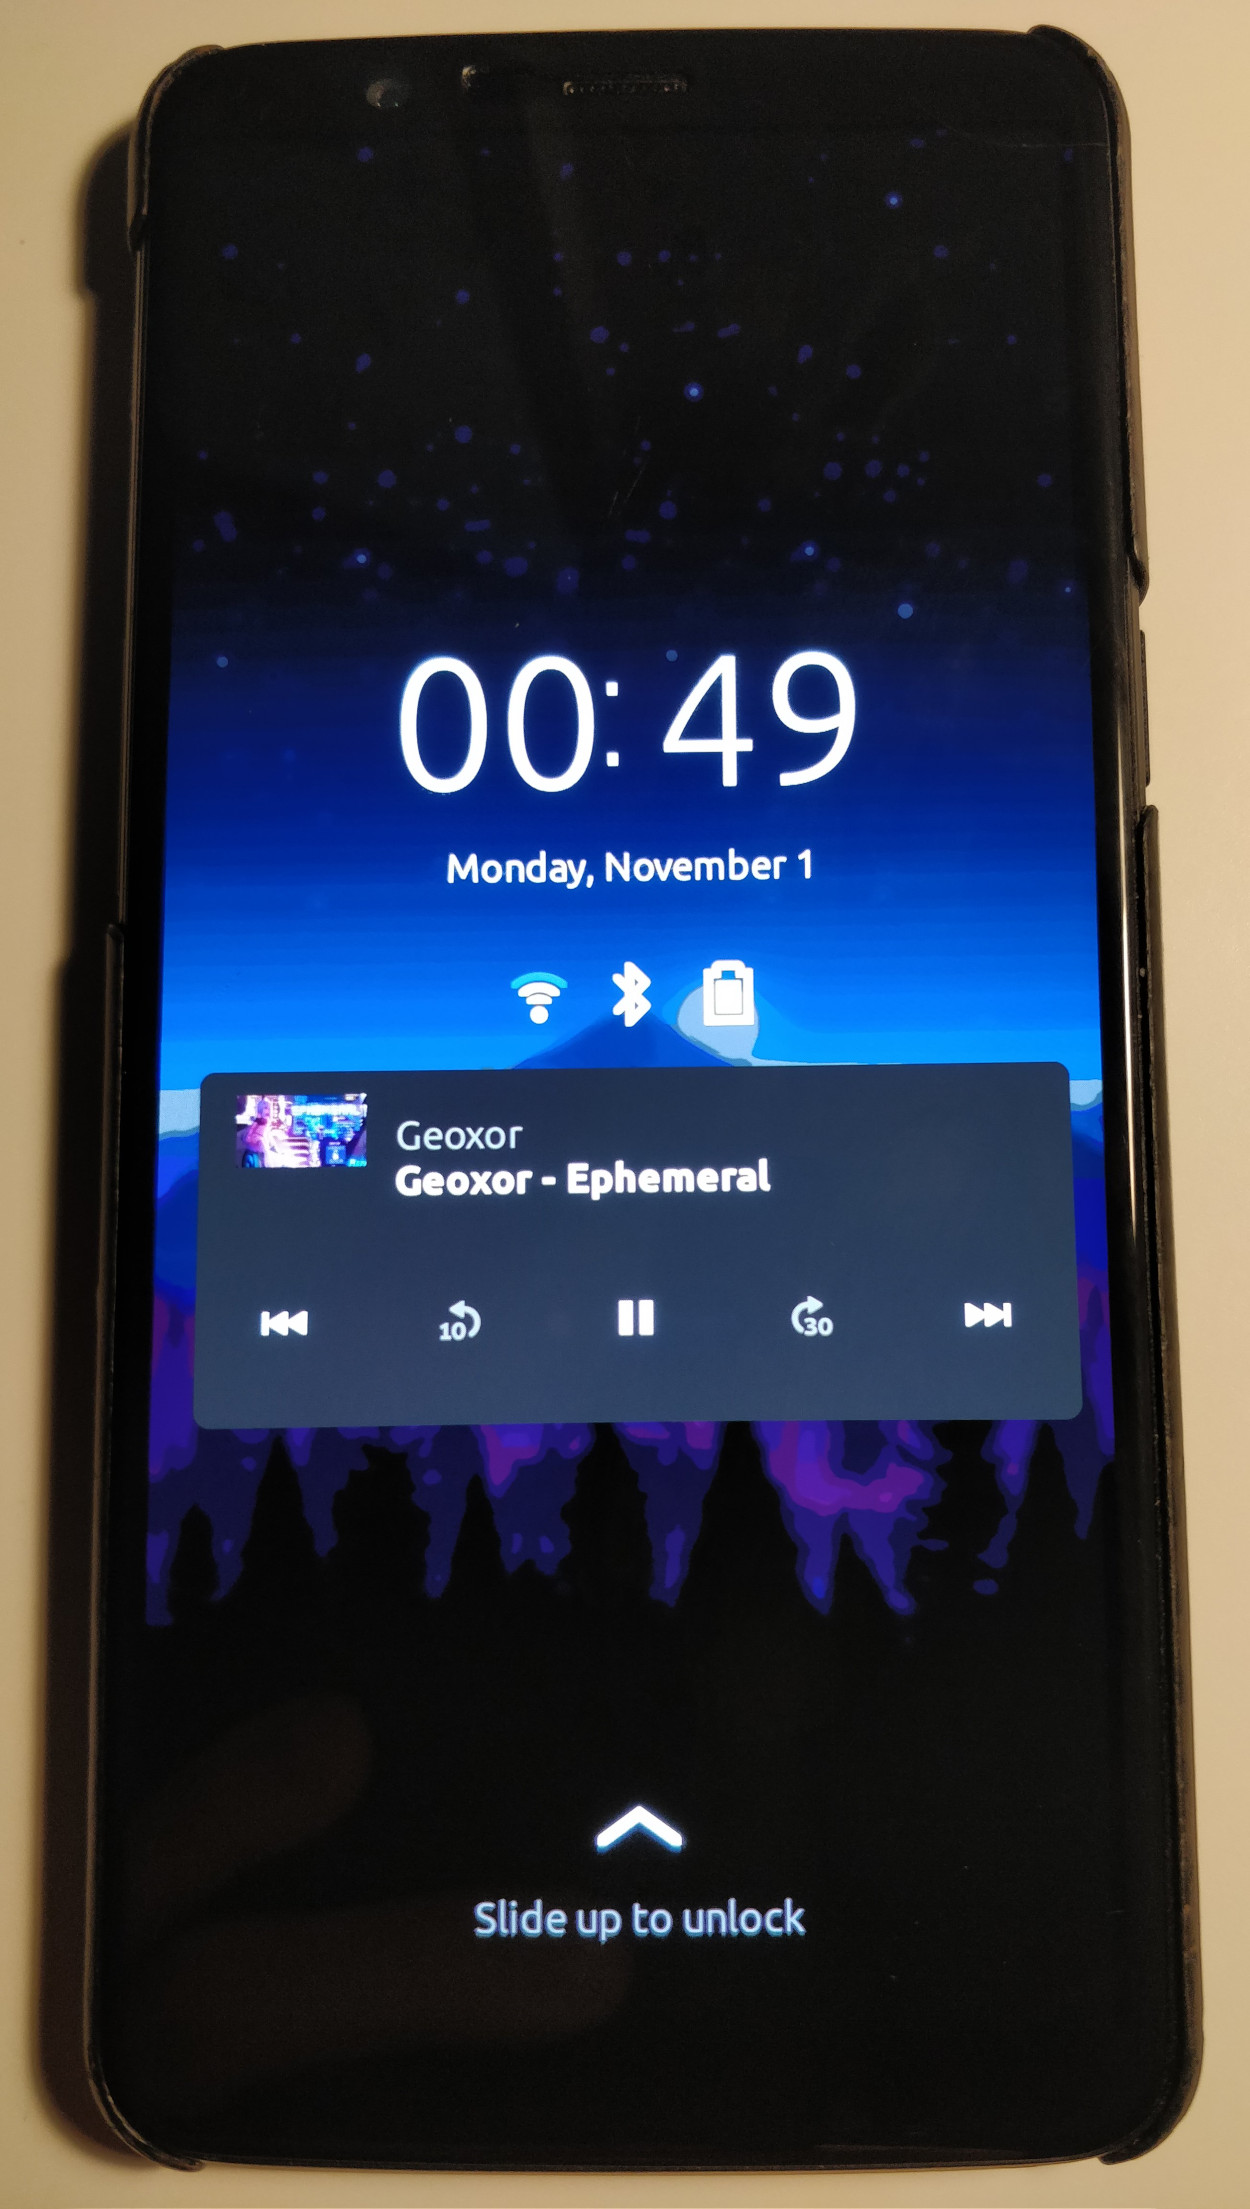 00:49
Monday, November 1
Geoxor
Geoxor - Ephemeral
10
30
Slide up to unlock